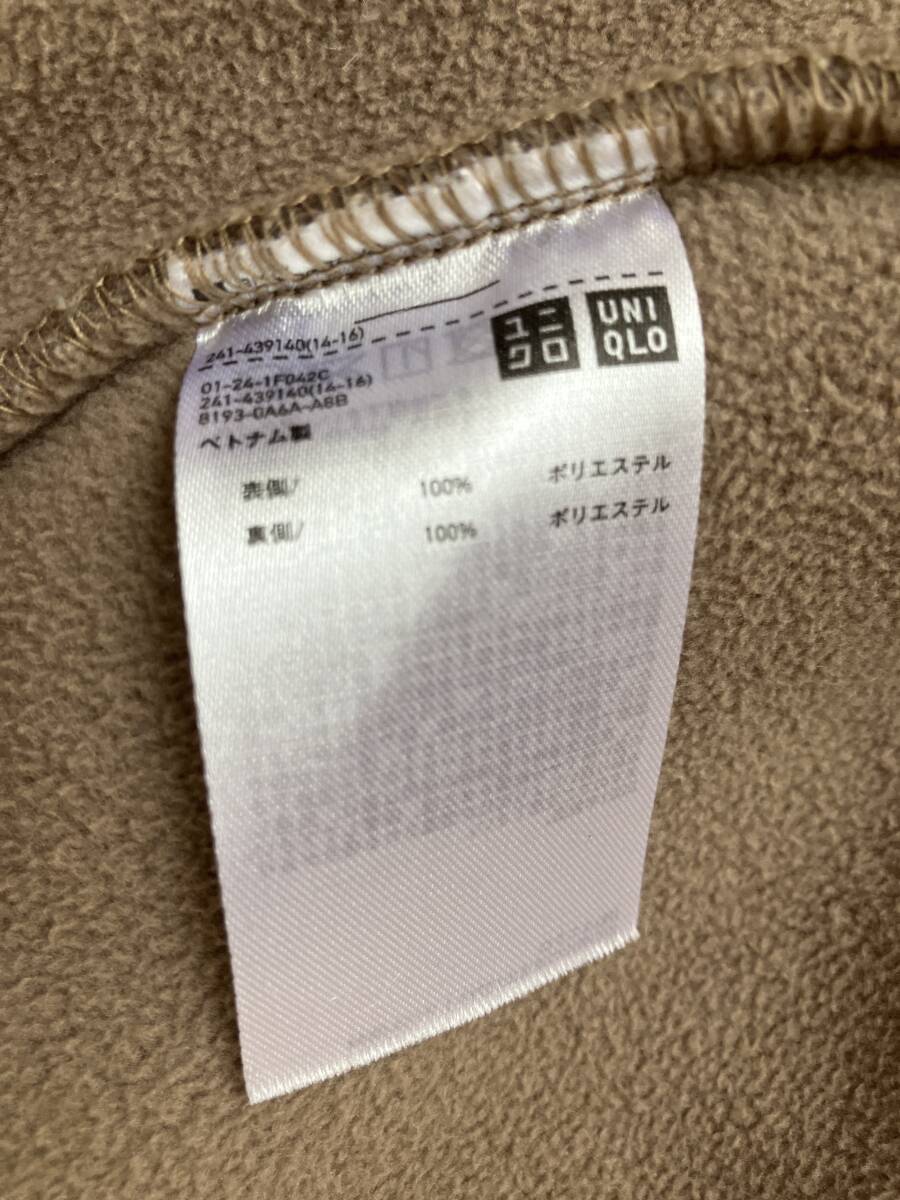 241-439140(14-16)
ユニ
クロ
UNI
QLO
01-24-1F042C
241-439140(14-16)
8193-0A6A-A8B
ベトナム製
表側/ 100% ポリエステル
裏側/ 100% ポリエステル